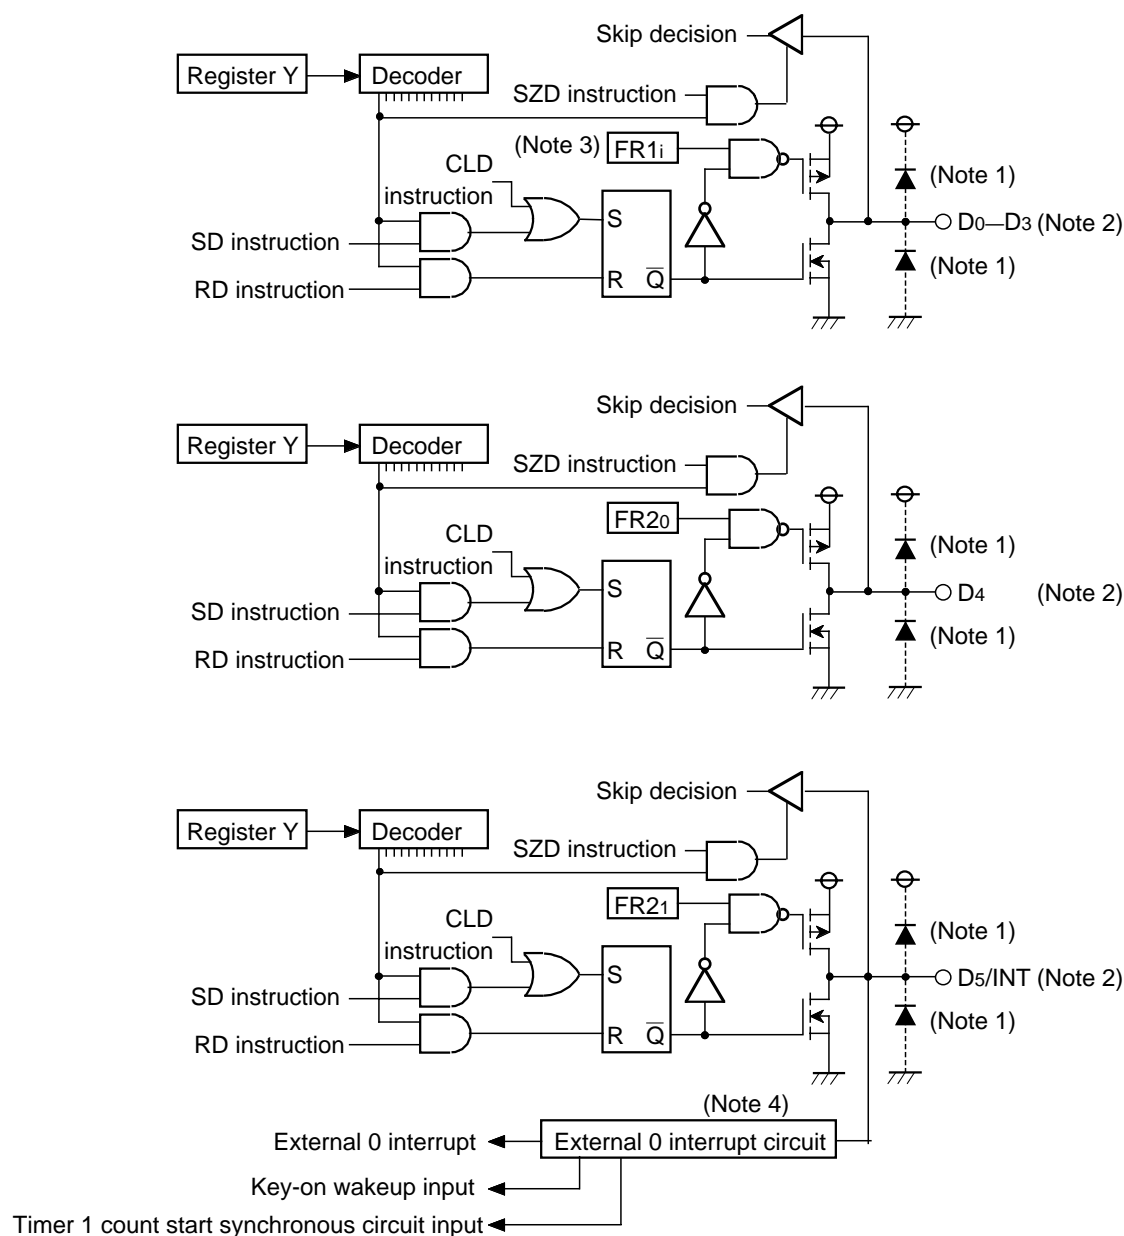 Skip decision
Register Y
Decoder
SZD instruction
(Note 3)
FR1i
CLD
instruction
(Note 1)
S
D0—D3 (Note 2)
SD instruction
(Note 1)
R
Q
RD instruction
Skip decision
Register Y
Decoder
SZD instruction
FR20
CLD
instruction
(Note 1)
S
D4 (Note 2)
SD instruction
(Note 1)
R
Q
RD instruction
Skip decision
Register Y
Decoder
SZD instruction
FR21
CLD
instruction
(Note 1)
S
D5/INT (Note 2)
SD instruction
(Note 1)
R
Q
RD instruction
(Note 4)
External 0 interrupt
External 0 interrupt circuit
Key-on wakeup input
Timer 1 count start synchronous circuit input